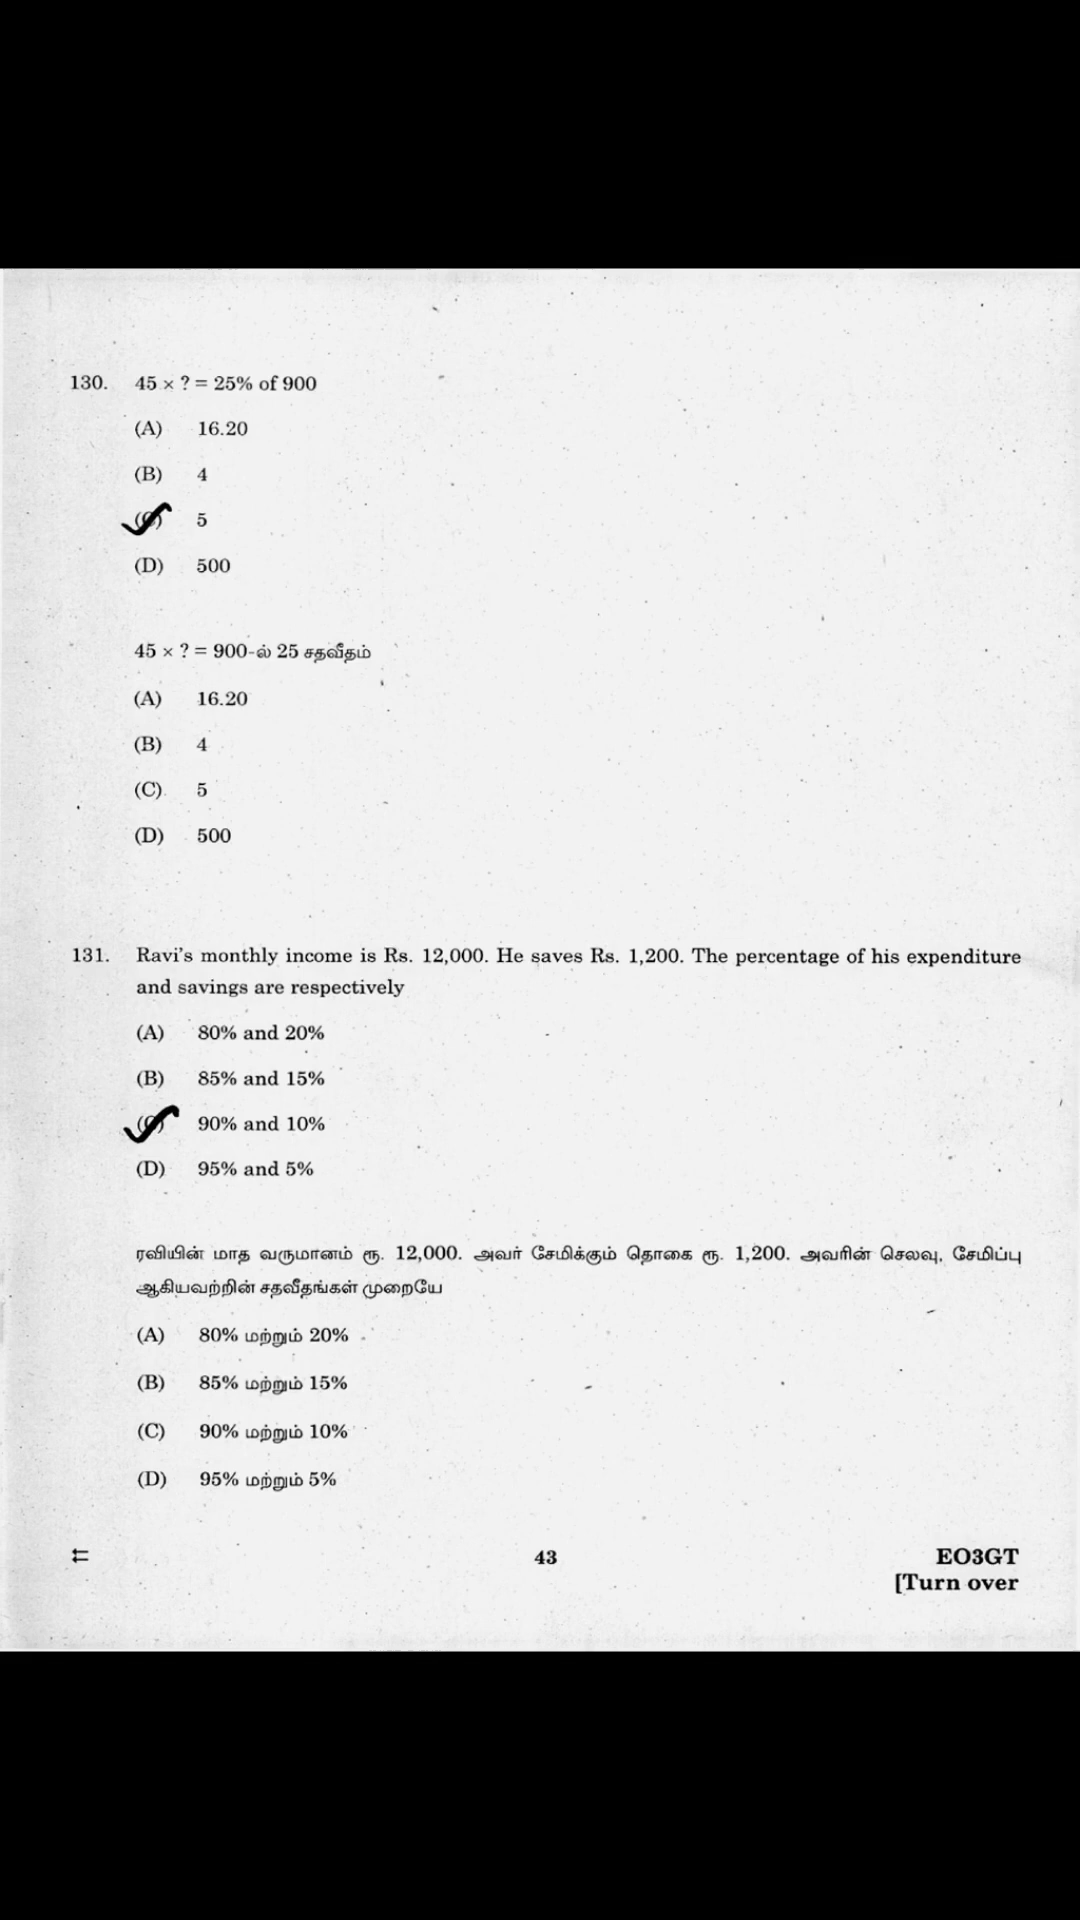 130. 45 × ? = 25% of 900
(A) 16.20
(B) 4
(C) 5
(D) 500
45 × ? = 900-ல் 25 சதவீதம்
(A) 16.20
(B) 4
(C) 5
(D) 500
131. Ravi's monthly income is Rs. 12,000. He saves Rs. 1,200. The percentage of his expenditure
and savings are respectively
(A) 80% and 20%
(B) 85% and 15%
(C) 90% and 10%
(D) 95% and 5%
ரவியின் மாத வருமானம் ரூ. 12,000. அவர் சேமிக்கும் தொகை ரூ. 1,200. அவரின் செலவு, சேமிப்பு
ஆகியவற்றின் சதவீதங்கள் முறையே
(A) 80% மற்றும் 20%
(B) 85% மற்றும் 15%
(C) 90% மற்றும் 10%
(D) 95% மற்றும் 5%
43
EO3GT
[Turn over